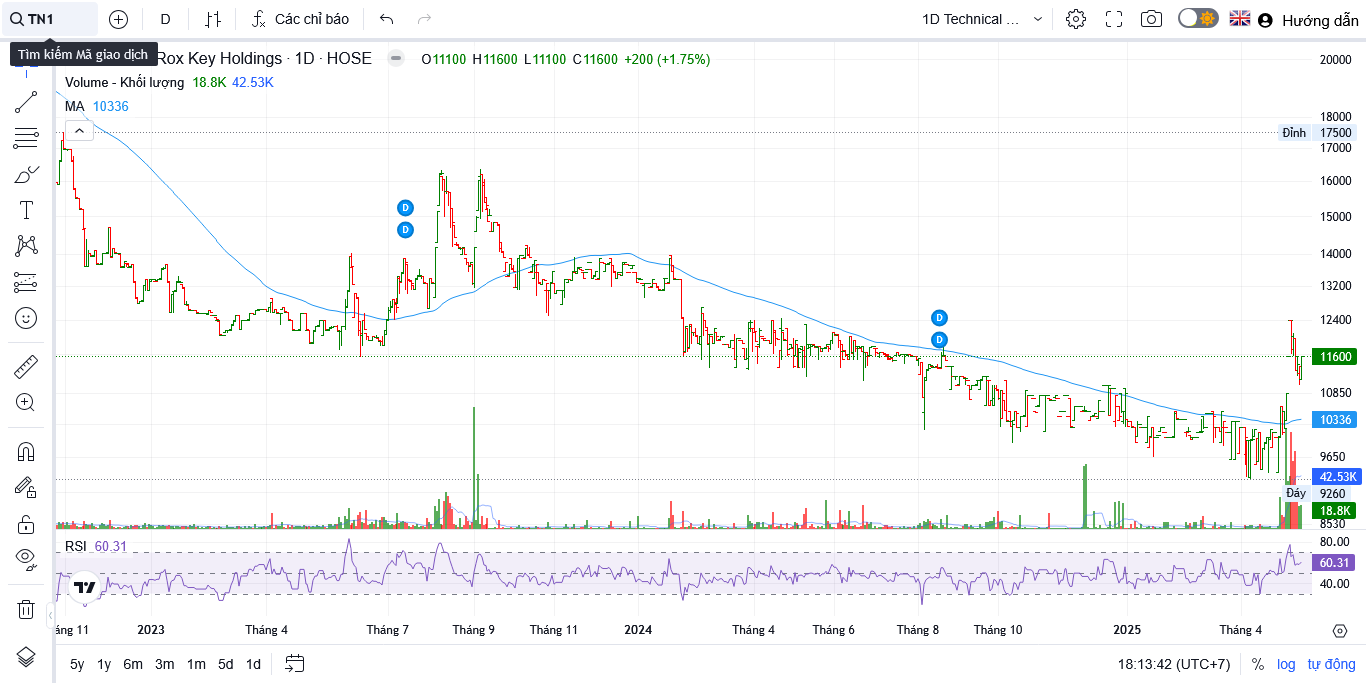 TN1
D
Các chỉ báo
1D Technical ...
Hướng dẫn
Tìm kiếm Mã giao dịch
Rox Key Holdings · 1D · HOSE
O11100 H11600 L11100 C11600 +200 (+1.75%)
Volume - Khối lượng 18.8K 42.53K
MA 10336
20000
18000
Đỉnh 17500
17000
16000
15000
14000
13200
12400
11600
10850
10336
9650
42.53K
Đáy 9260
18.8K
8530
D
D
D
D
RSI 60.31
80.00
60.31
40.00
áng 11
2023
Tháng 4
Tháng 7
Tháng 9
Tháng 11
2024
Tháng 4
Tháng 6
Tháng 8
Tháng 10
2025
Tháng 4
5y 1y 6m 3m 1m 5d 1d
18:13:42 (UTC+7)
% log tự động